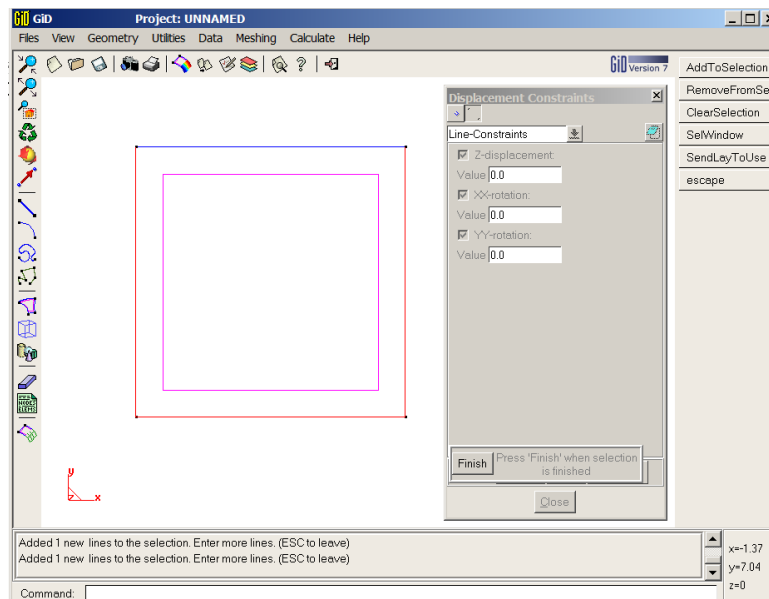 GiD GiD Project: UNNAMED
Files View Geometry Utilities Data Meshing Calculate Help
GiD Version 7
AddToSelection
RemoveFromSe
ClearSelection
SelWindow
SendLayToUse
escape
Displacement Constraints
Line-Constraints
Z-displacement:
Value 0.0
XX-rotation:
Value 0.0
YY-rotation:
Value 0.0
Finish
Press 'Finish' when selection
is finished
Close
y
z x
Added 1 new lines to the selection. Enter more lines. (ESC to leave)
Added 1 new lines to the selection. Enter more lines. (ESC to leave)
x=-1.37
y=7.04
z=0
Command: